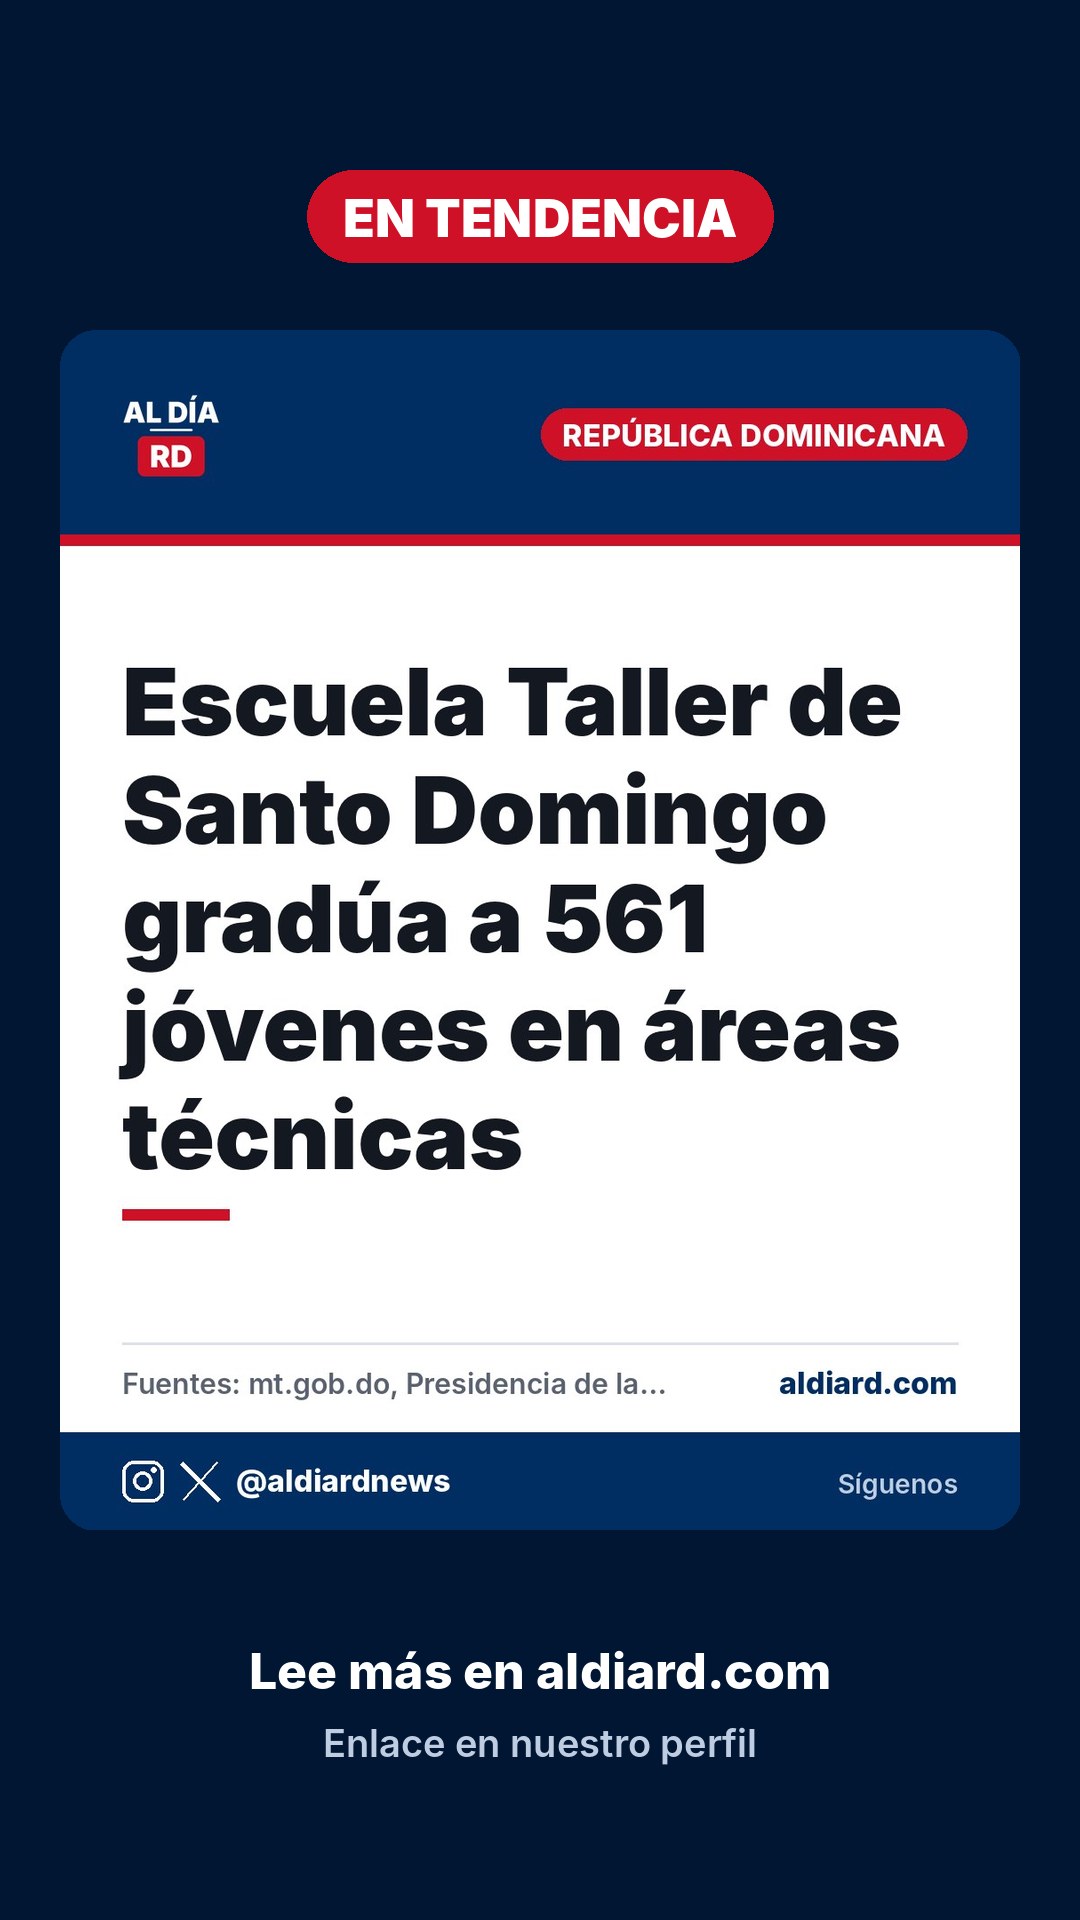 EN TENDENCIA
AL DÍA
RD
REPÚBLICA DOMINICANA
Escuela Taller de
Santo Domingo
gradúa a 561
jóvenes en áreas
técnicas
Fuentes: mt.gob.do, Presidencia de la...
aldiard.com
@aldiardnews
Síguenos
Lee más en aldiard.com
Enlace en nuestro perfil